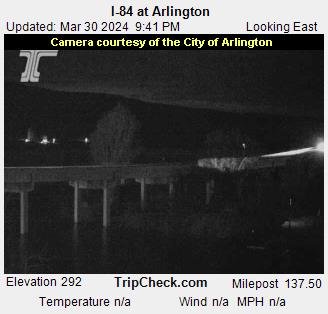 I-84 at Arlington
Updated: Mar 30 2024 9:41 PM Looking East
Camera courtesy of the City of Arlington
Elevation 292 TripCheck.com Milepost 137.50
Temperature n/a Wind n/a MPH n/a